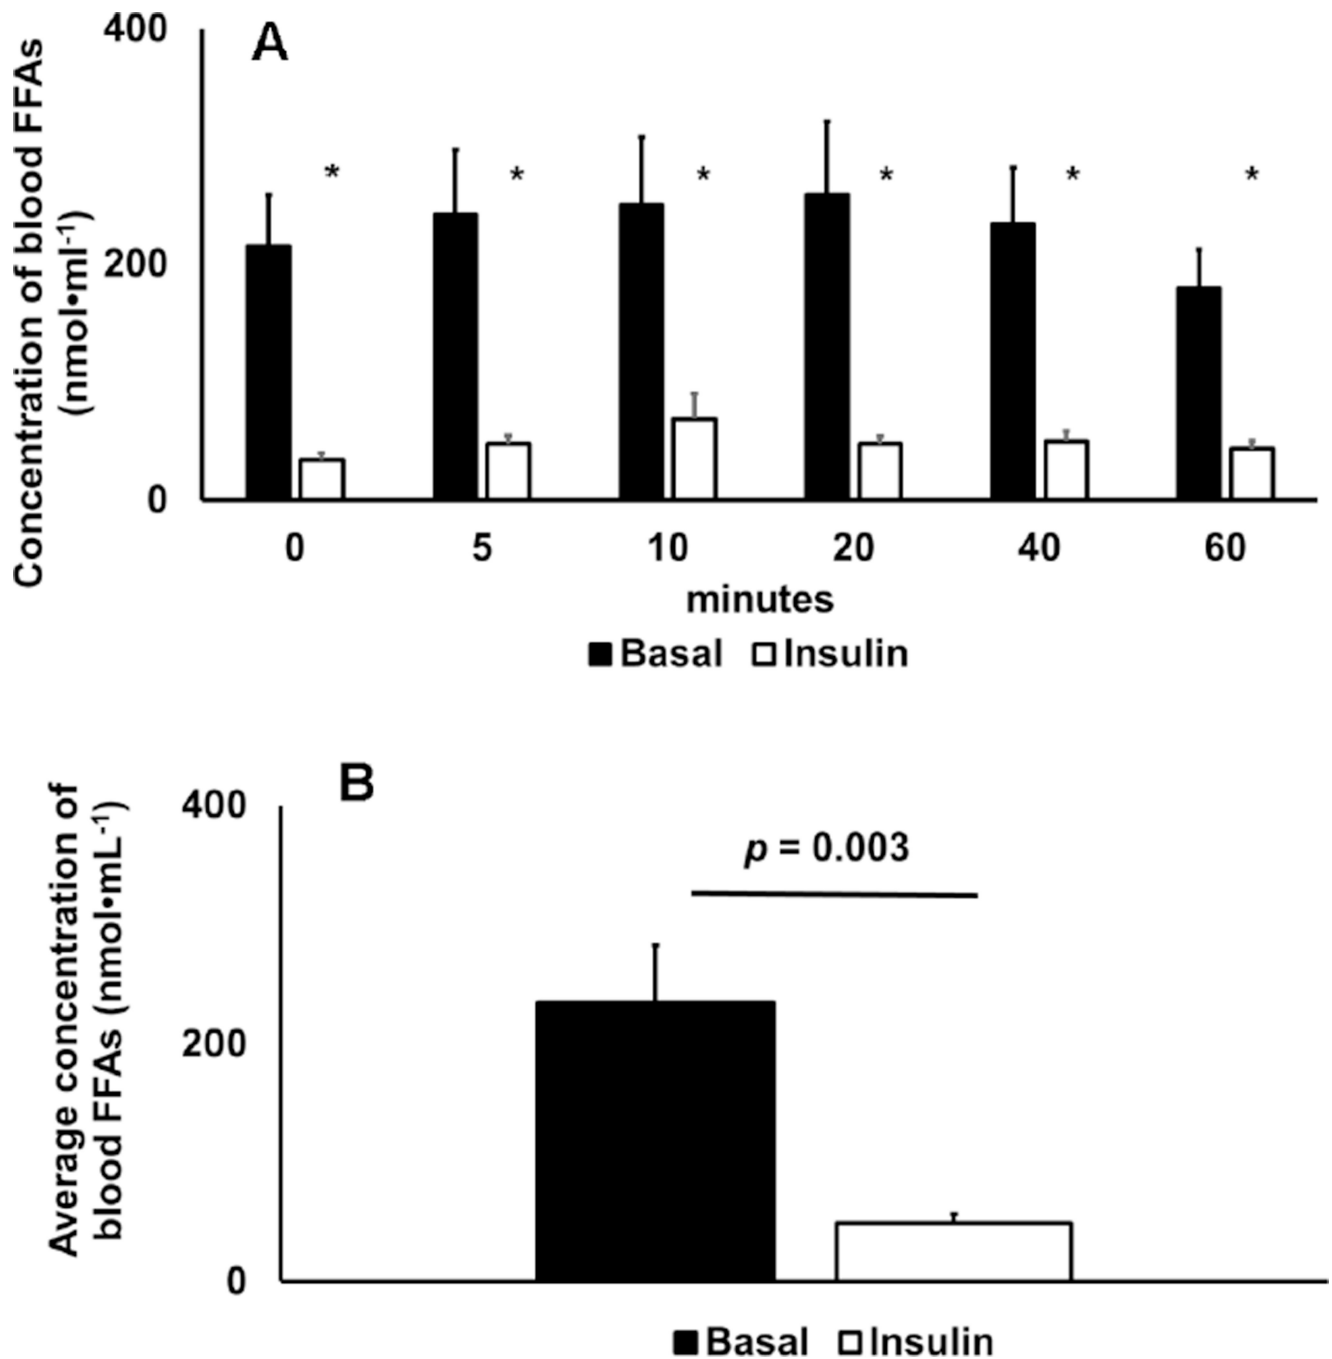 A
Concentration of blood FFAs
(nmol•ml⁻¹)
400
200
0
* * * * * *
0 5 10 20 40 60
minutes
Basal Insulin
B
Average concentration of
blood FFAs (nmol•mL⁻¹)
400
200
0
p = 0.003
Basal Insulin